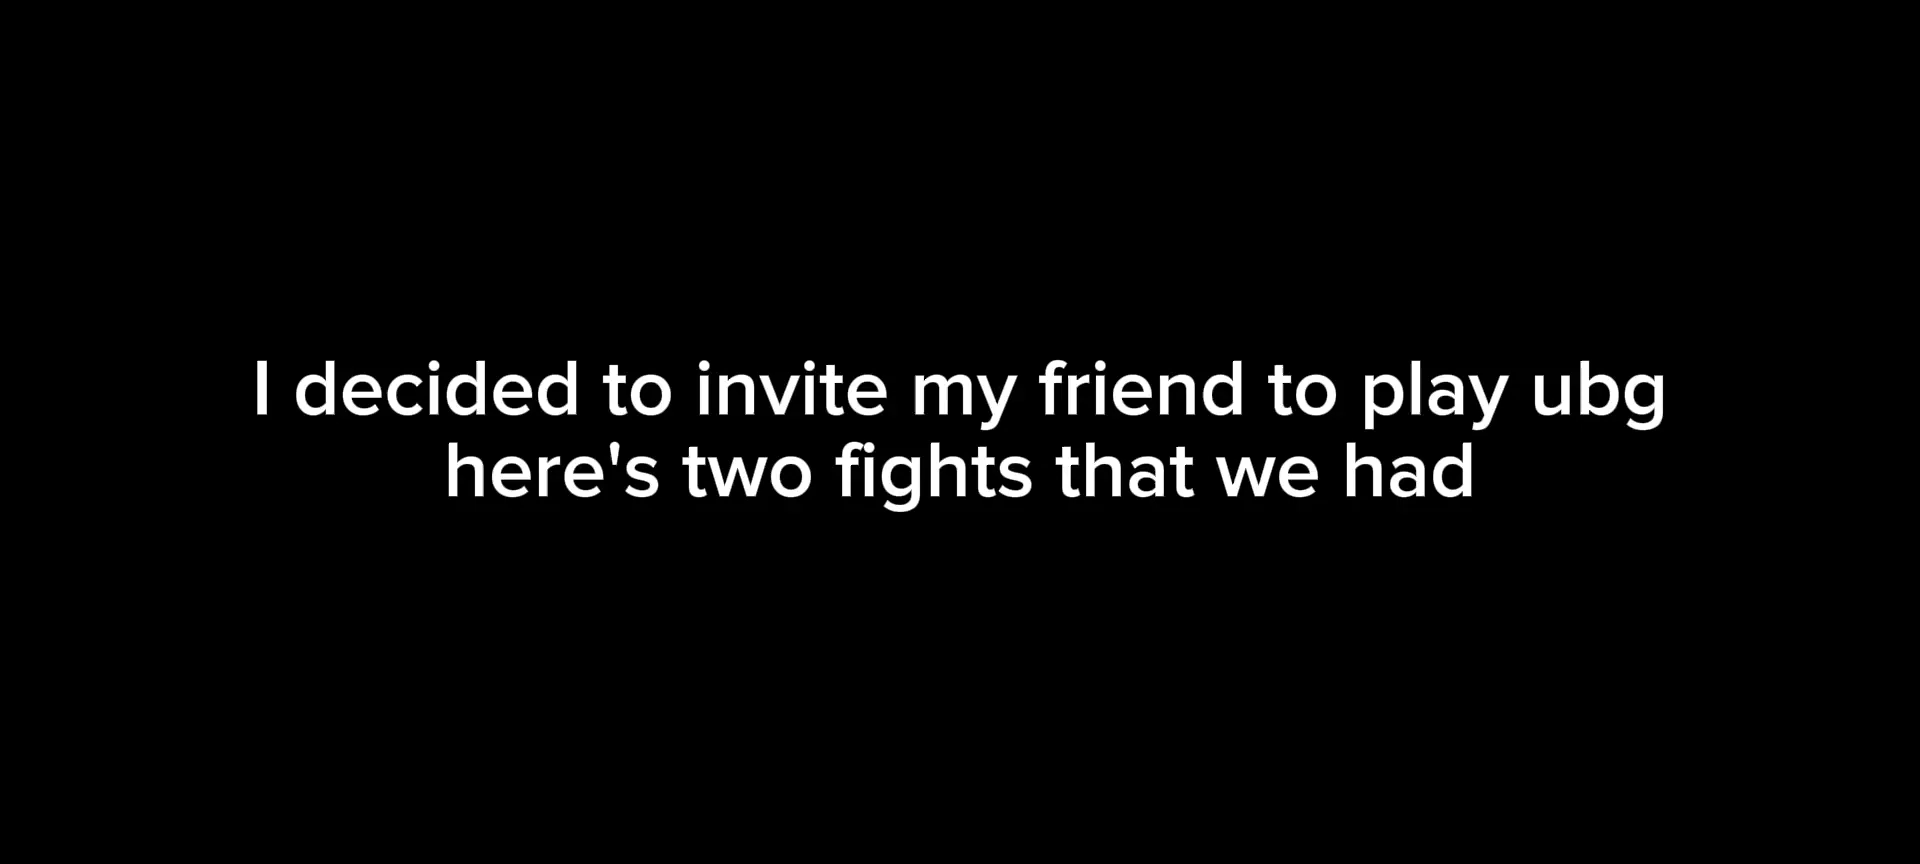 I decided to invite my friend to play ubg
here's two fights that we had